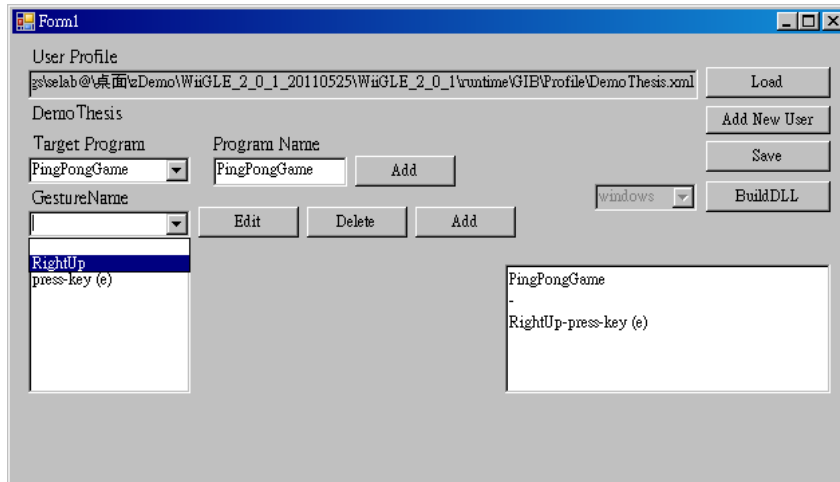 Form1
User Profile
gs\selab@\桌面\zDemo\WiiGLE_2_0_1_20110525\WiiGLE_2_0_1\runtime\GIB\Profile\DemoThesis.xml
Load
DemoThesis
Add New User
Target Program
Program Name
PingPongGame
PingPongGame
Add
Save
GestureName
windows
BuildDLL
Edit
Delete
Add
RightUp
press-key (e)
PingPongGame
-
RightUp-press-key (e)